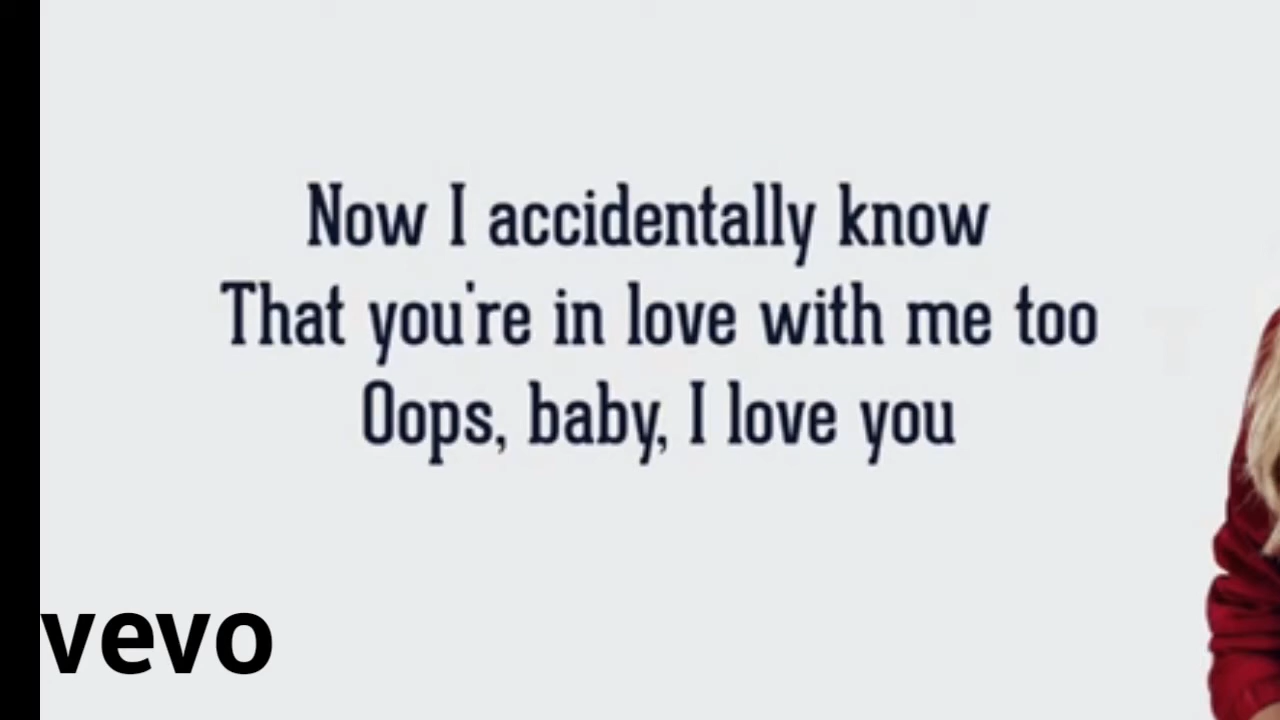 Now I accidentally know
That you're in love with me too
Oops, baby, I love you
vevo